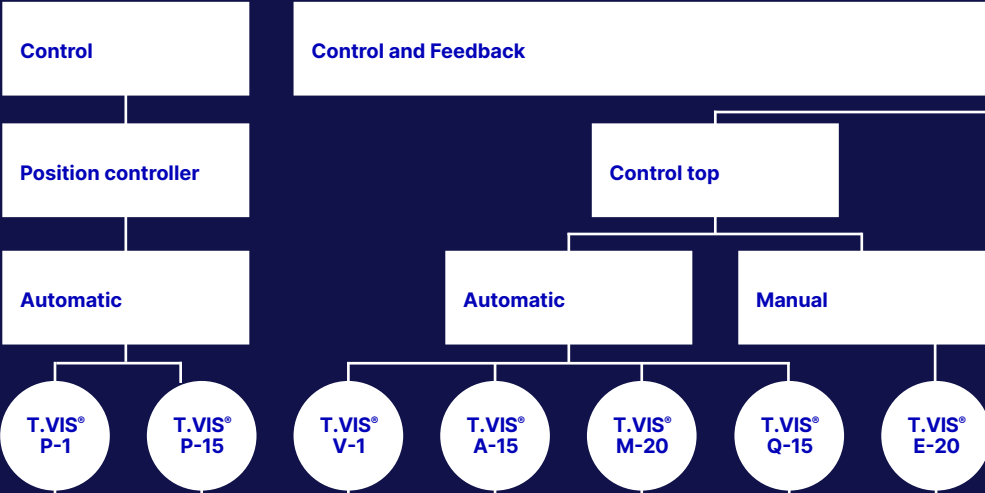 Control
Control and Feedback
Position controller
Control top
Automatic
Automatic
Manual
T.VIS®
P-1
T.VIS®
P-15
T.VIS®
V-1
T.VIS®
A-15
T.VIS®
M-20
T.VIS®
Q-15
T.VIS®
E-20